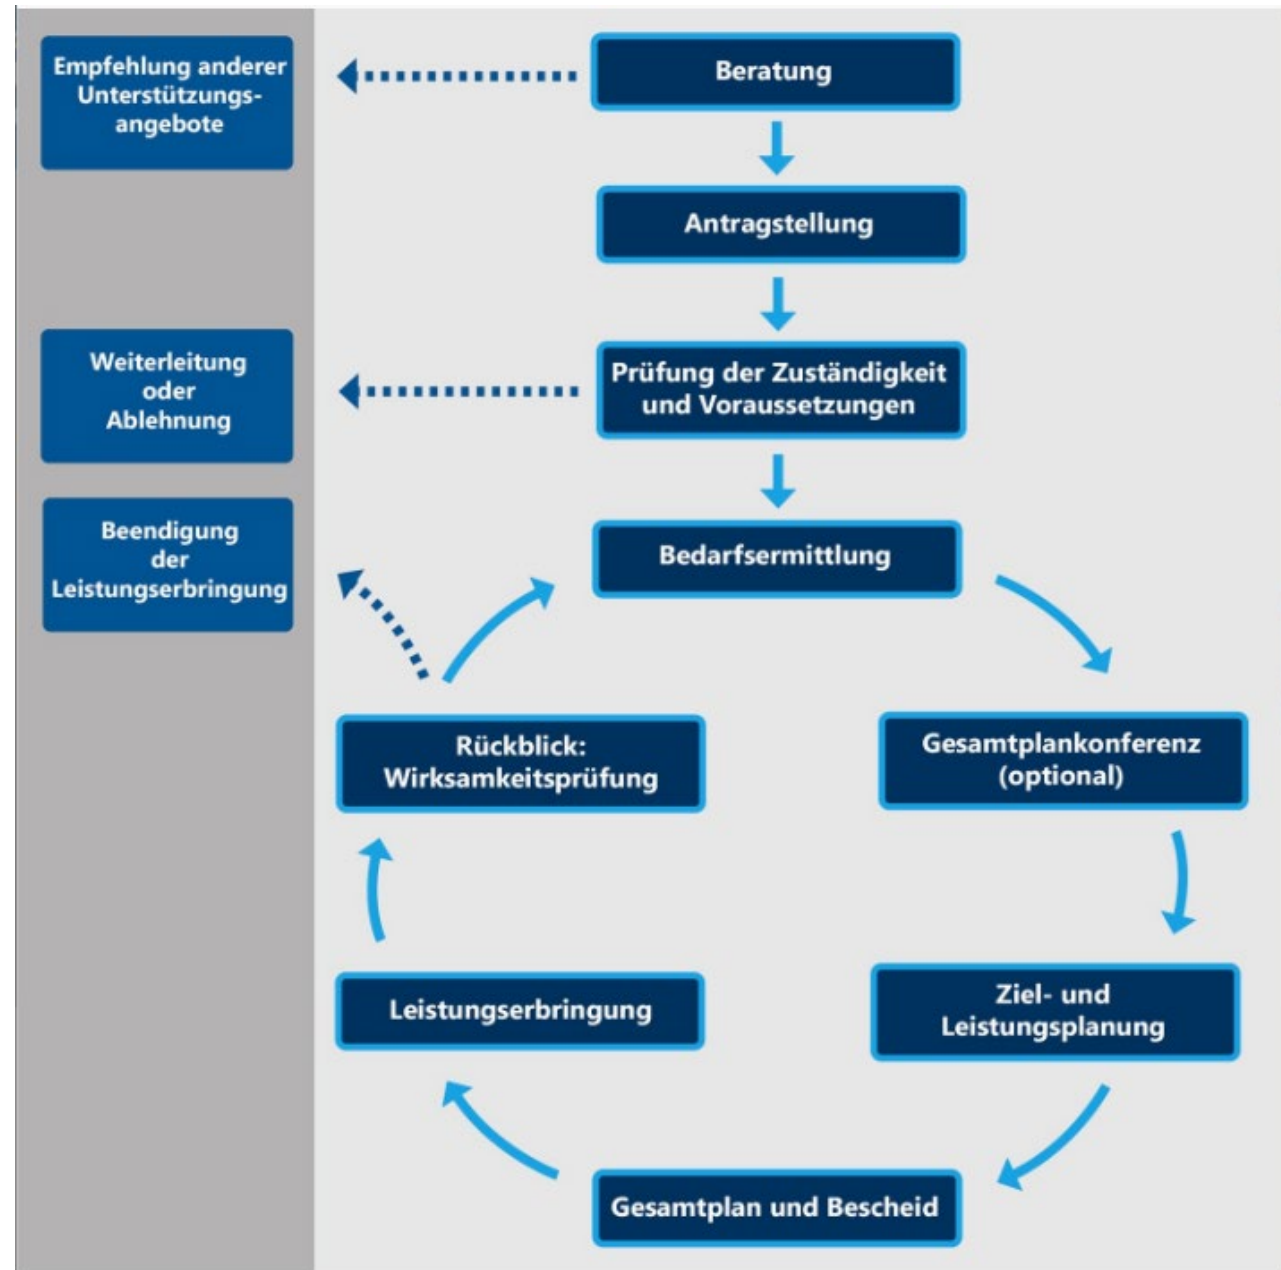 Empfehlung anderer
Unterstützungs-
angebote
Beratung
Antragstellung
Weiterleitung
oder
Ablehnung
Prüfung der Zuständigkeit
und Voraussetzungen
Beendigung
der
Leistungserbringung
Bedarfsermittlung
Rückblick:
Wirksamkeitsprüfung
Gesamtplankonferenz
(optional)
Leistungserbringung
Ziel- und
Leistungsplanung
Gesamtplan und Bescheid